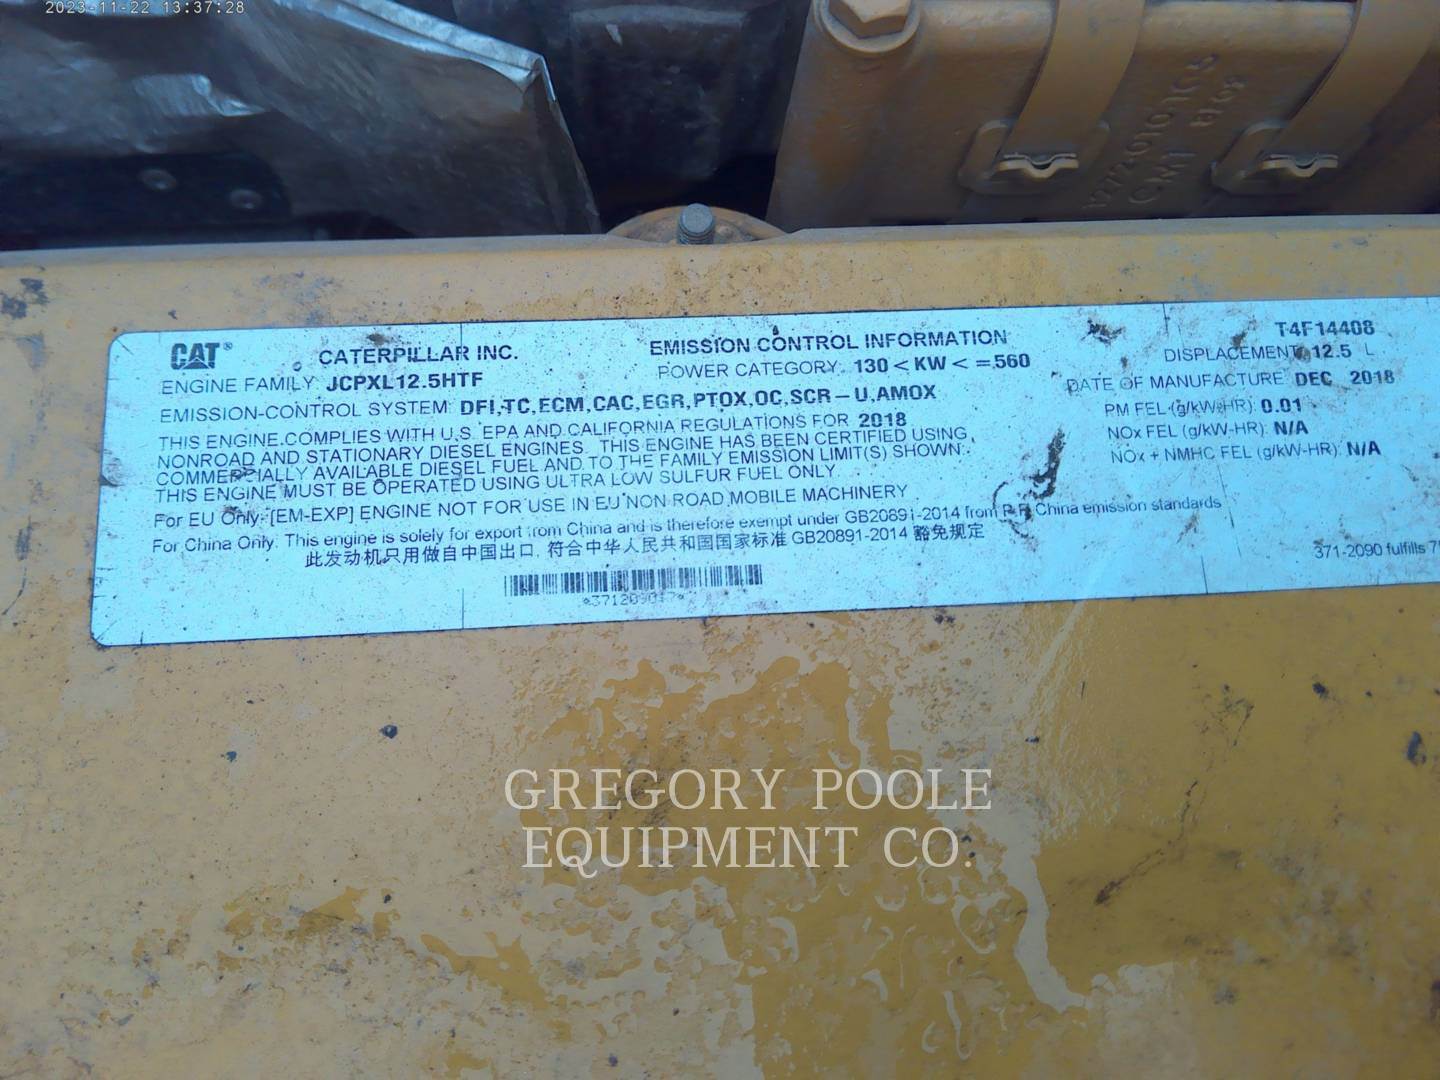 2023-11-22 13:37:28
CAT® CATERPILLAR INC. EMISSION CONTROL INFORMATION T4F14408
ENGINE FAMILY: JCPXL12.5HTF POWER CATEGORY: 130 < KW < = 560 DISPLACEMENT: 12.5 L
EMISSION-CONTROL SYSTEM: DFI,TC,ECM,CAC,EGR,PTOX,OC,SCR-U,AMOX DATE OF MANUFACTURE: DEC 2018
THIS ENGINE COMPLIES WITH U.S. EPA AND CALIFORNIA REGULATIONS FOR 2018 PM FEL (g/kW-HR): 0.01
NONROAD AND STATIONARY DIESEL ENGINES. THIS ENGINE HAS BEEN CERTIFIED USING NOx FEL (g/kW-HR): N/A
COMMERCIALLY AVAILABLE DIESEL FUEL AND TO THE FAMILY EMISSION LIMIT(S) SHOWN. NOx + NMHC FEL (g/kW-HR): N/A
THIS ENGINE MUST BE OPERATED USING ULTRA LOW SULFUR FUEL ONLY
For EU Only: [EM-EXP] ENGINE NOT FOR USE IN EU NON ROAD MOBILE MACHINERY
For China Only: This engine is solely for export from China and is therefore exempt under GB20891-2014 from P.R. China emission standards
此发动机只用做自中国出口, 符合中华人民共和国国家标准 GB20891-2014 豁免规定
371-2090 fulfills
GREGORY POOLE
EQUIPMENT CO.